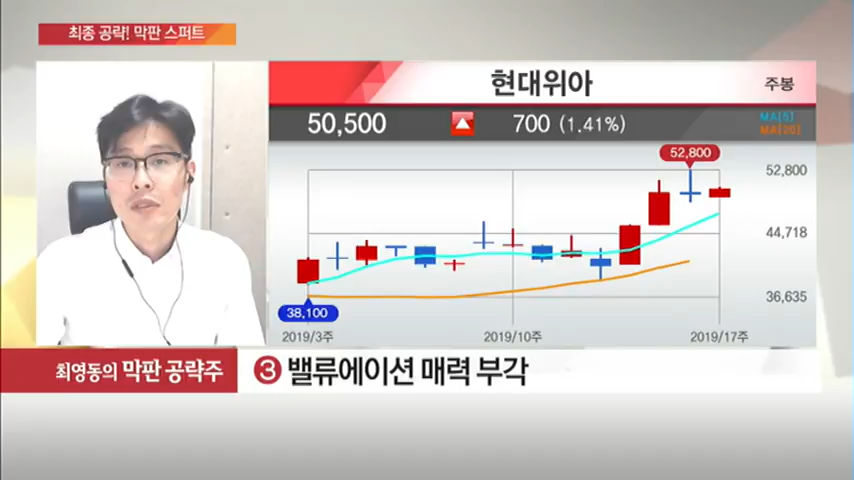 최종 공략! 막판 스퍼트
현대위아
주봉
50,500
700 (1.41%)
MA[5]
MA[20]
52,800
52,800
44,718
36,635
38,100
2019/3주
2019/10주
2019/17주
최영동의 막판 공략주
3 밸류에이션 매력 부각